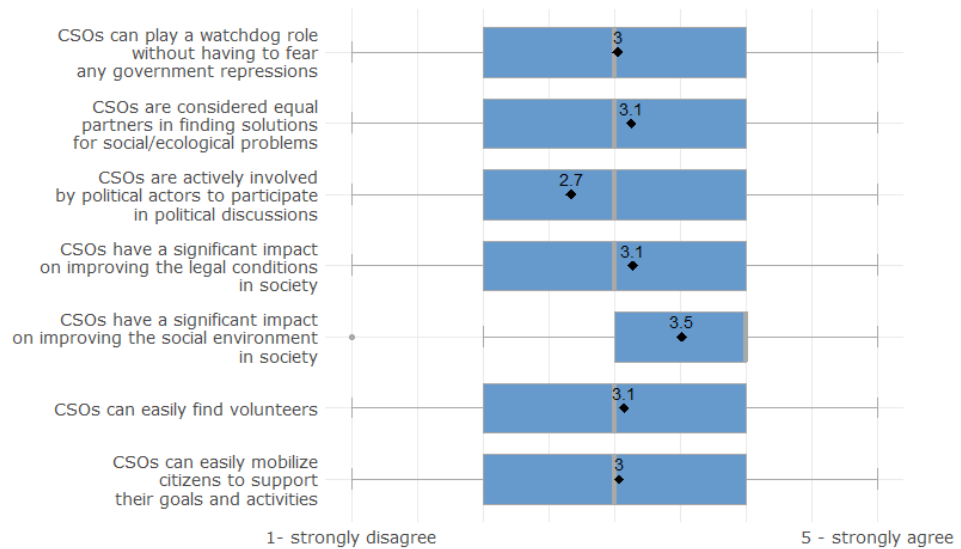 CSOs can play a watchdog role
without having to fear
any government repressions
3
CSOs are considered equal
partners in finding solutions
for social/ecological problems
3.1
CSOs are actively involved
by political actors to participate
in political discussions
2.7
CSOs have a significant impact
on improving the legal conditions
in society
3.1
CSOs have a significant impact
on improving the social environment
in society
3.5
CSOs can easily find volunteers
3.1
CSOs can easily mobilize
citizens to support
their goals and activities
3
1- strongly disagree
5 - strongly agree